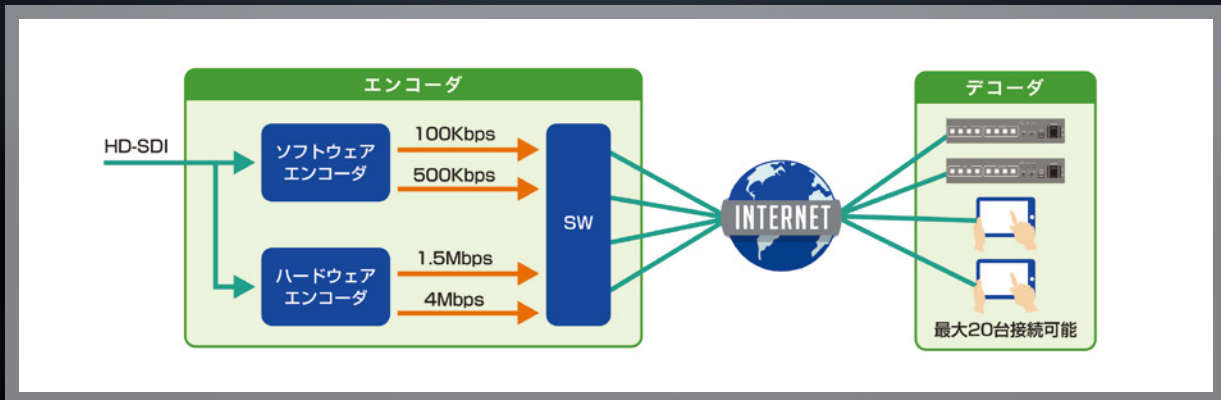 エンコーダ
デコーダ
HD-SDI
ソフトウェア
エンコーダ
100Kbps
500Kbps
ハードウェア
エンコーダ
1.5Mbps
4Mbps
SW
INTERNET
最大20台接続可能